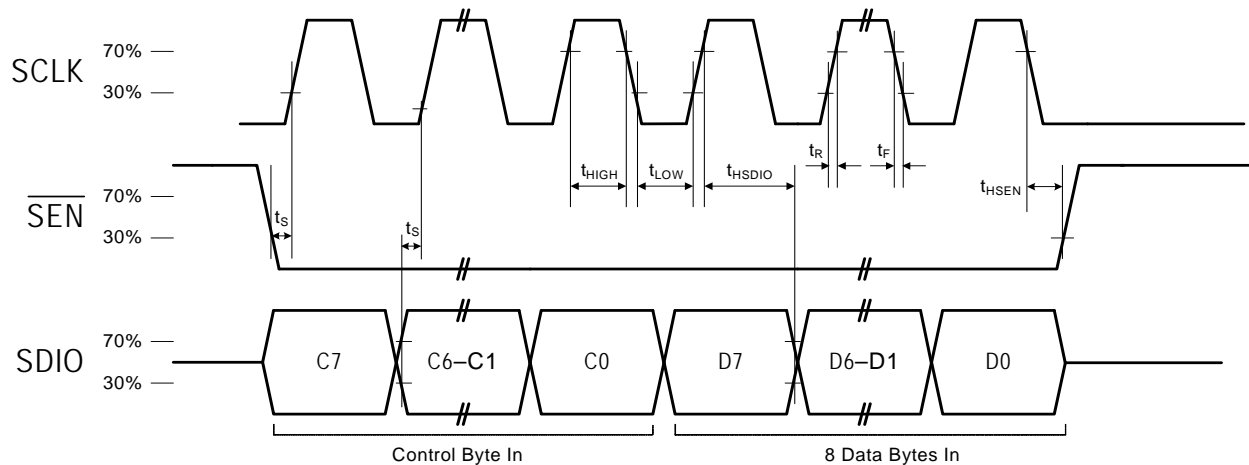 SCLK
70%
30%
SEN
70%
30%
tS
tS
tHIGH
tLOW
tHSDIO
tR
tF
tHSEN
SDIO
70%
30%
C7
C6–C1
C0
D7
D6–D1
D0
Control Byte In
8 Data Bytes In